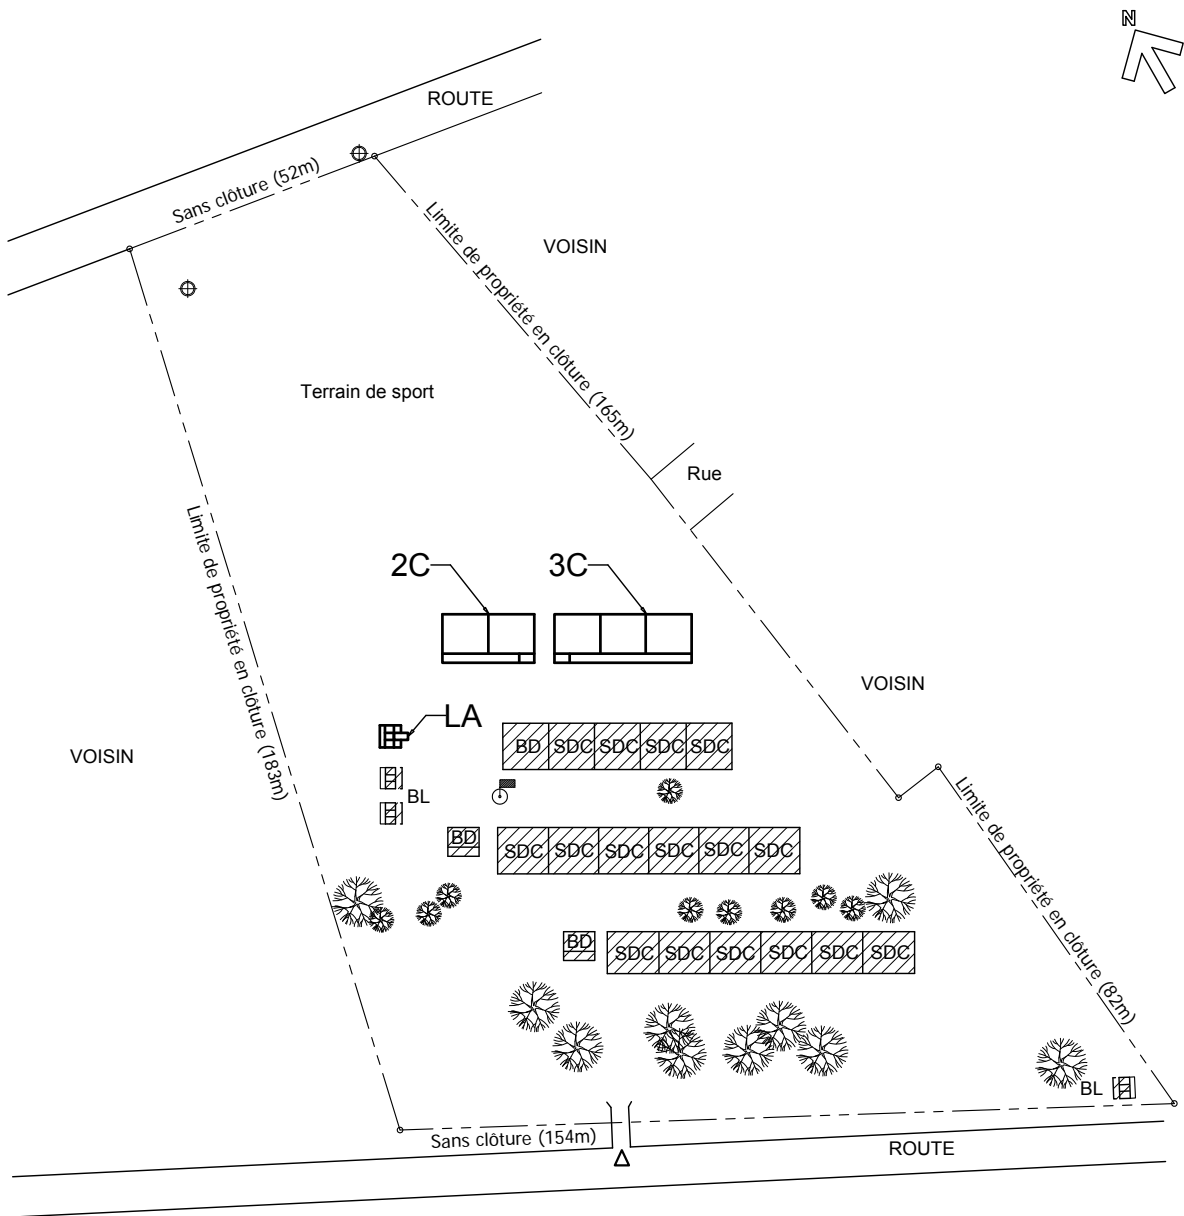 N
ROUTE
Sans clôture (52m)
Limite de propriété en clôture (165m)
VOISIN
Terrain de sport
Rue
Limite de propriété en clôture (183m)
2C
3C
VOISIN
LA
VOISIN
BD SDC SDC SDC SDC
BL
BD
SDC SDC SDC SDC SDC SDC
Limite de propriété en clôture (82m)
BD
SDC SDC SDC SDC SDC SDC
BL
Sans clôture (154m)
ROUTE